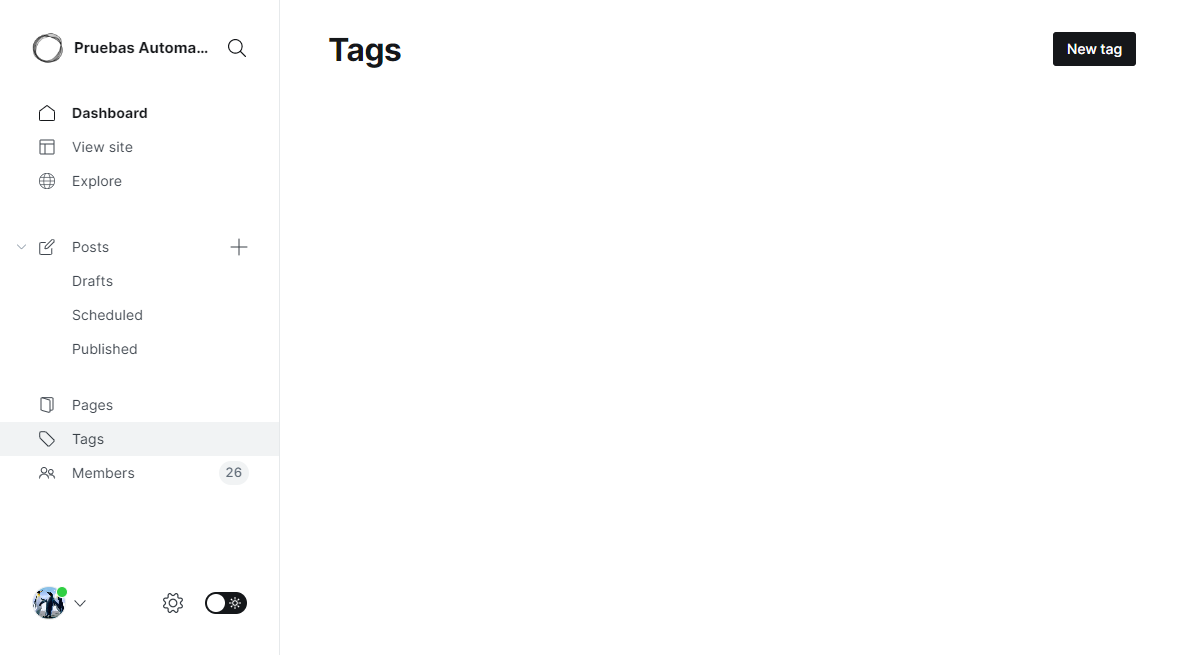 Pruebas Automa...
Tags
New tag
Dashboard
View site
Explore
Posts
Drafts
Scheduled
Published
Pages
Tags
Members
26